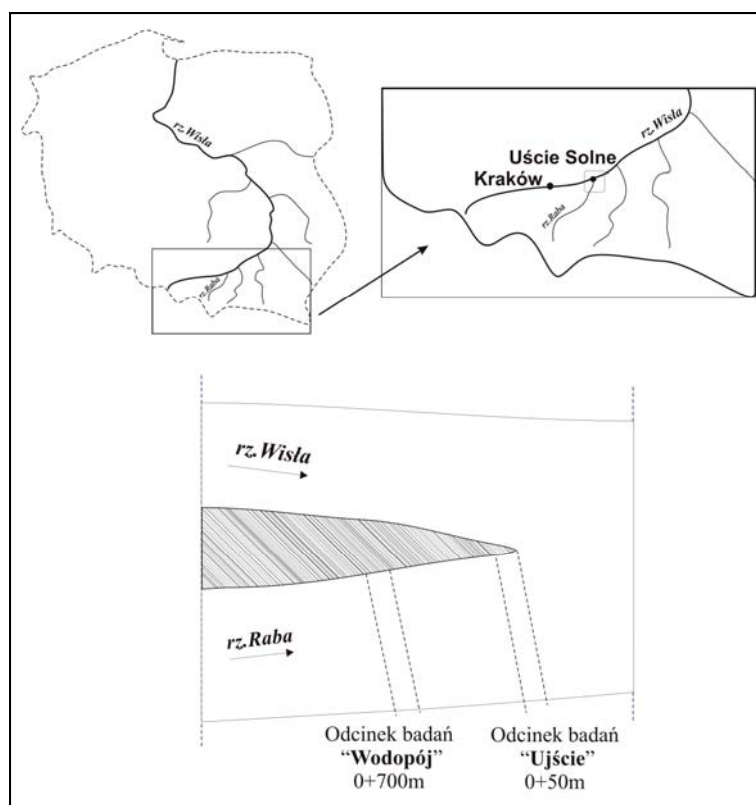 rz.Wisła
rz.Raba
rz.Wisła
Uście Solne
Kraków
rz.Raba
rz.Wisła
rz.Raba
Odcinek badań
“Wodopój”
0+700m
Odcinek badań
“Ujście”
0+50m